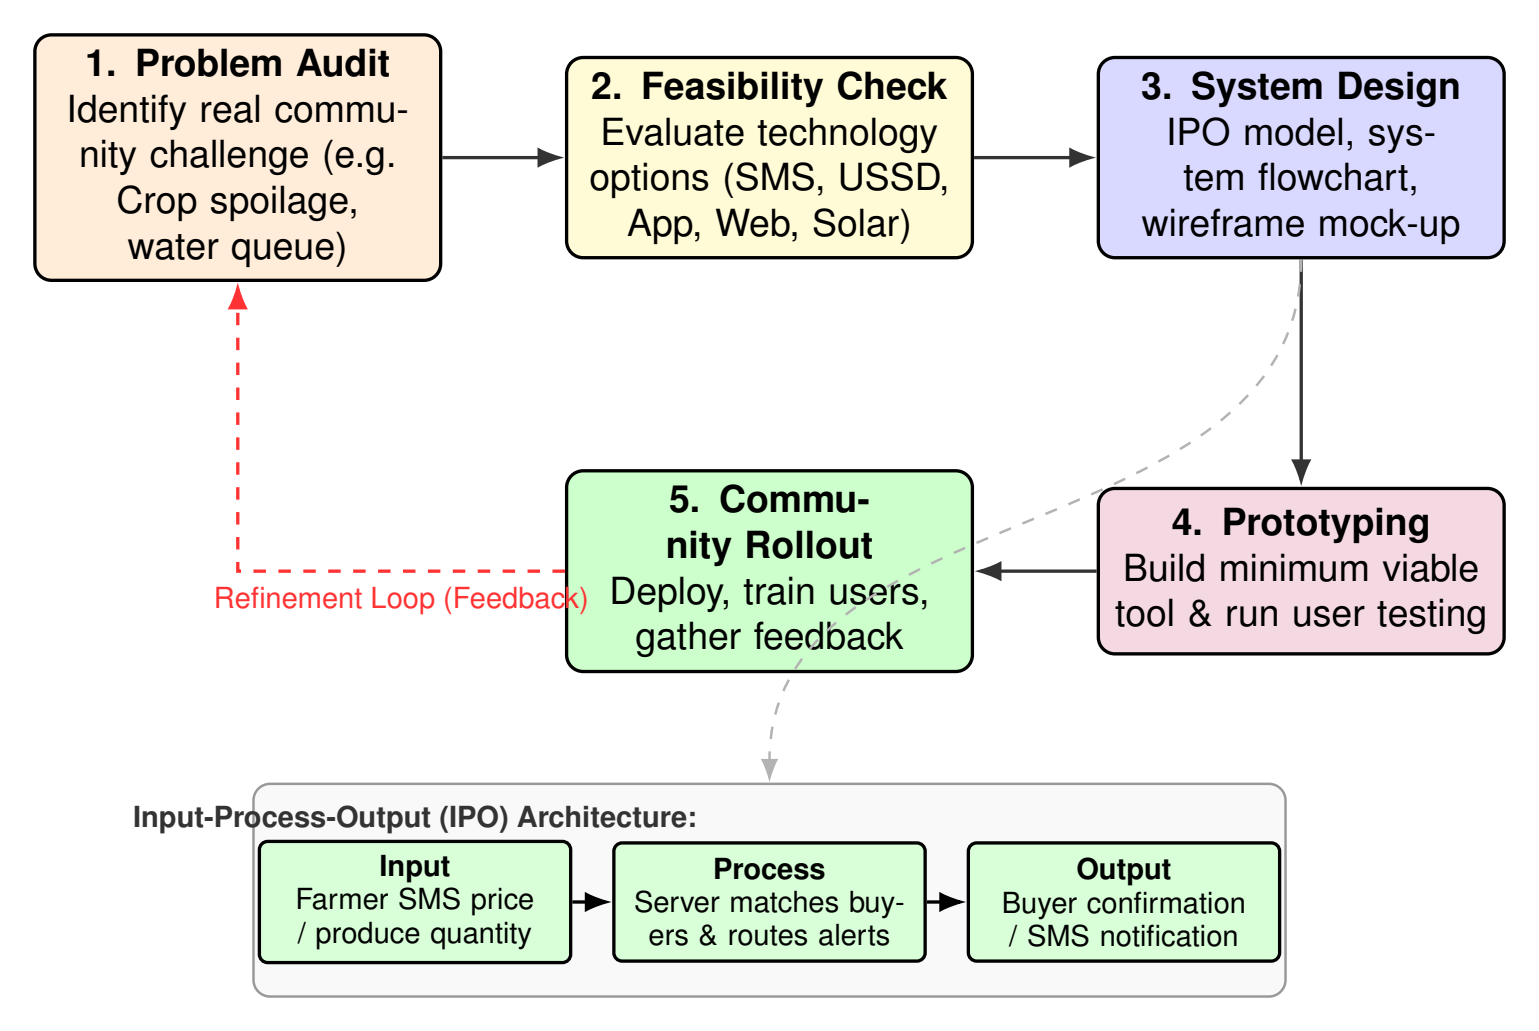 1. Problem Audit
Identify real commu-
nity challenge (e.g.
Crop spoilage,
water queue)
2. Feasibility Check
Evaluate technology
options (SMS, USSD,
App, Web, Solar)
3. System Design
IPO model, sys-
tem flowchart,
wireframe mock-up
4. Prototyping
Build minimum viable
tool & run user testing
5. Commu-
nity Rollout
Deploy, train users,
gather feedback
Refinement Loop (Feedback)
Input-Process-Output (IPO) Architecture:
Input
Farmer SMS price
/ produce quantity
Process
Server matches buy-
ers & routes alerts
Output
Buyer confirmation
/ SMS notification